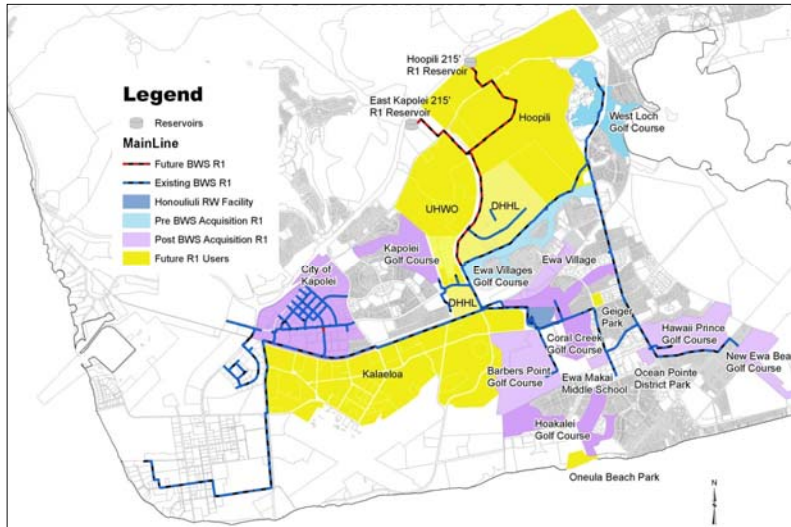 Hoopili 215'
R1 Reservoir
East Kapolei 215'
R1 Reservoir
Hoopili
West Loch
Golf Course
Legend
Reservoirs
MainLine
Future BWS R1
Existing BWS R1
Honouliuli RW Facility
Pre BWS Acquisition R1
Post BWS Acquisition R1
Future R1 Users
UHWO
DHHL
Kapolei
Golf Course
Ewa Villages
Golf Course
Ewa Village
City of
Kapolei
DHHL
Geiger
Park
Hawaii Prince
Golf Course
Coral Creek
Golf Course
New Ewa Bea
Golf Course
Kalaeloa
Barbers Point
Golf Course
Ewa Makai
Middle School
Ocean Pointe
District Park
Hoakalei
Golf Course
Oneula Beach Park
N